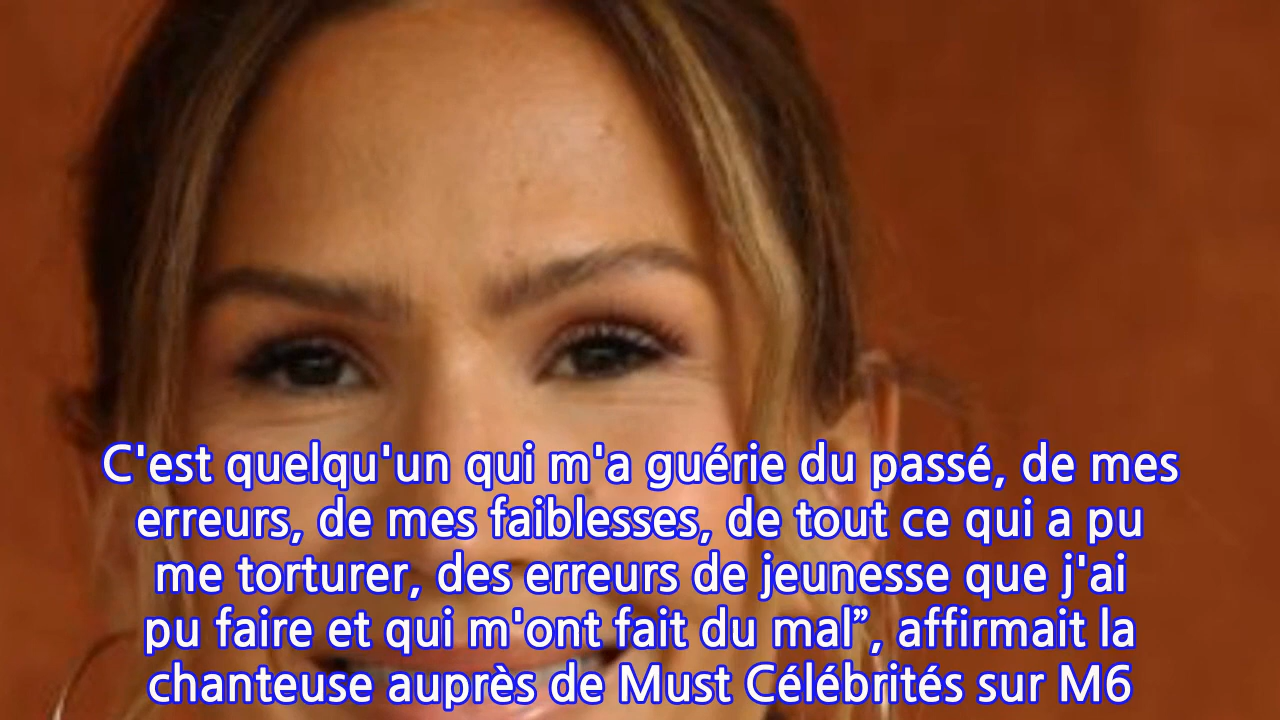 C'est quelqu'un qui m'a guérie du passé, de mes
erreurs, de mes faiblesses, de tout ce qui a pu
me torturer, des erreurs de jeunesse que j'ai
pu faire et qui m'ont fait du mal”, affirmait la
chanteuse auprès de Must Célébrités sur M6